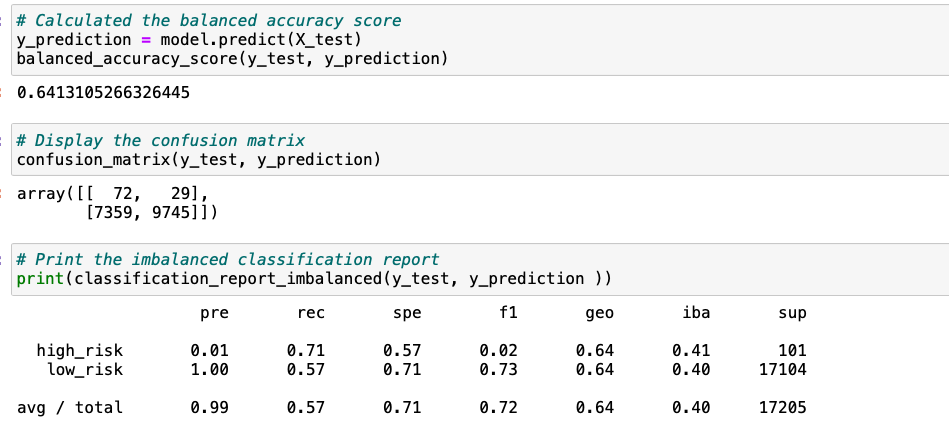 # Calculated the balanced accuracy score
y_prediction = model.predict(X_test)
balanced_accuracy_score(y_test, y_prediction)
0.6413105266326445
# Display the confusion matrix
confusion_matrix(y_test, y_prediction)
array([[  72,   29],
       [7359, 9745]])
# Print the imbalanced classification report
print(classification_report_imbalanced(y_test, y_prediction ))
pre rec spe f1 geo iba sup
high_risk 0.01 0.71 0.57 0.02 0.64 0.41 101
low_risk 1.00 0.57 0.71 0.73 0.64 0.40 17104
avg / total 0.99 0.57 0.71 0.72 0.64 0.40 17205